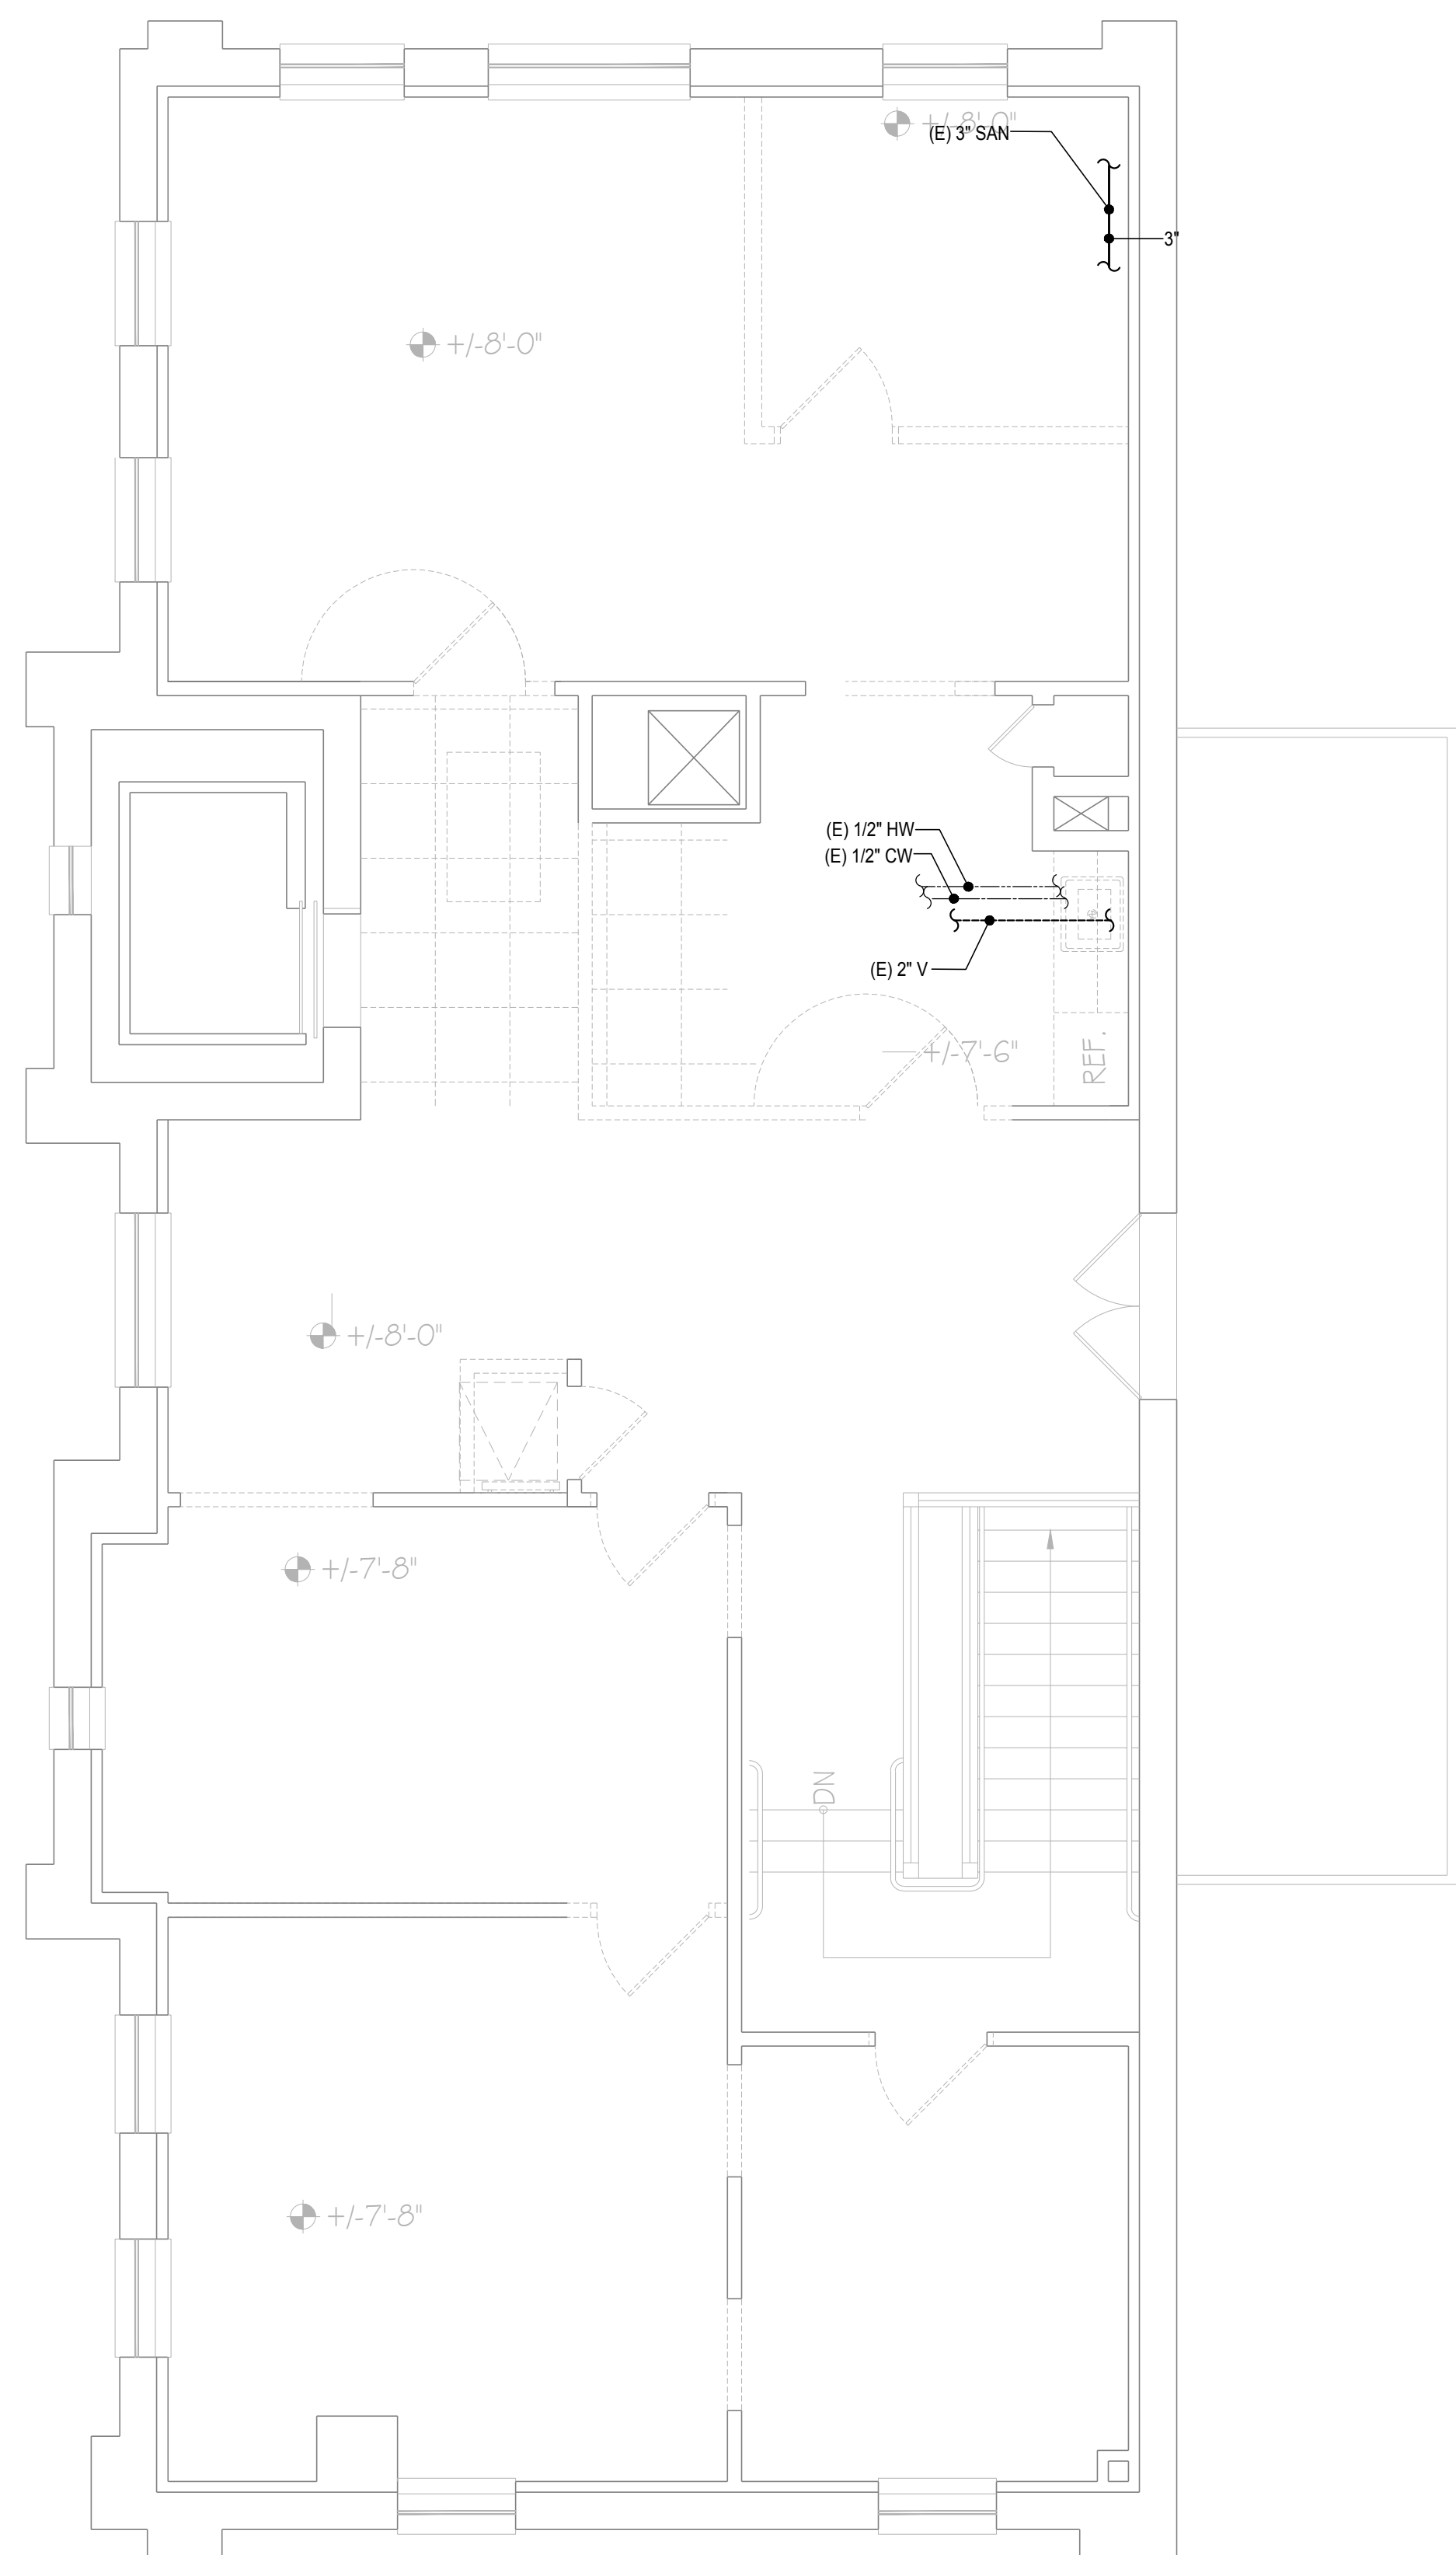 +/-8'-0"
(E) 3" SAN
3"
+/-8'-0"
(E) 1/2" HW
(E) 1/2" CW
(E) 2" V
+/-7'-6"
REF.
+/-8'-0"
+/-7'-8"
DN
+/-7'-8"